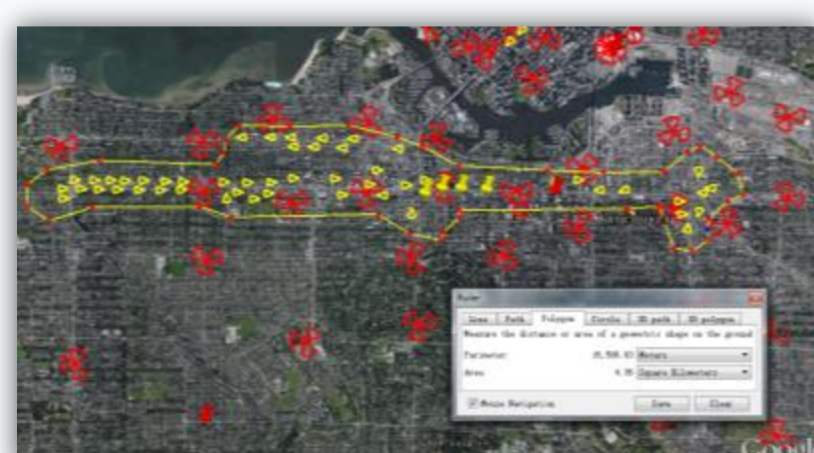 Ruler
Line Path Polygon Circle 3D path 3D polygon
Measure the distance or area of a geometric shape on the ground
Perimeter: Meters
Area: Square Kilometers
Mouse Navigation Save Clear
Google